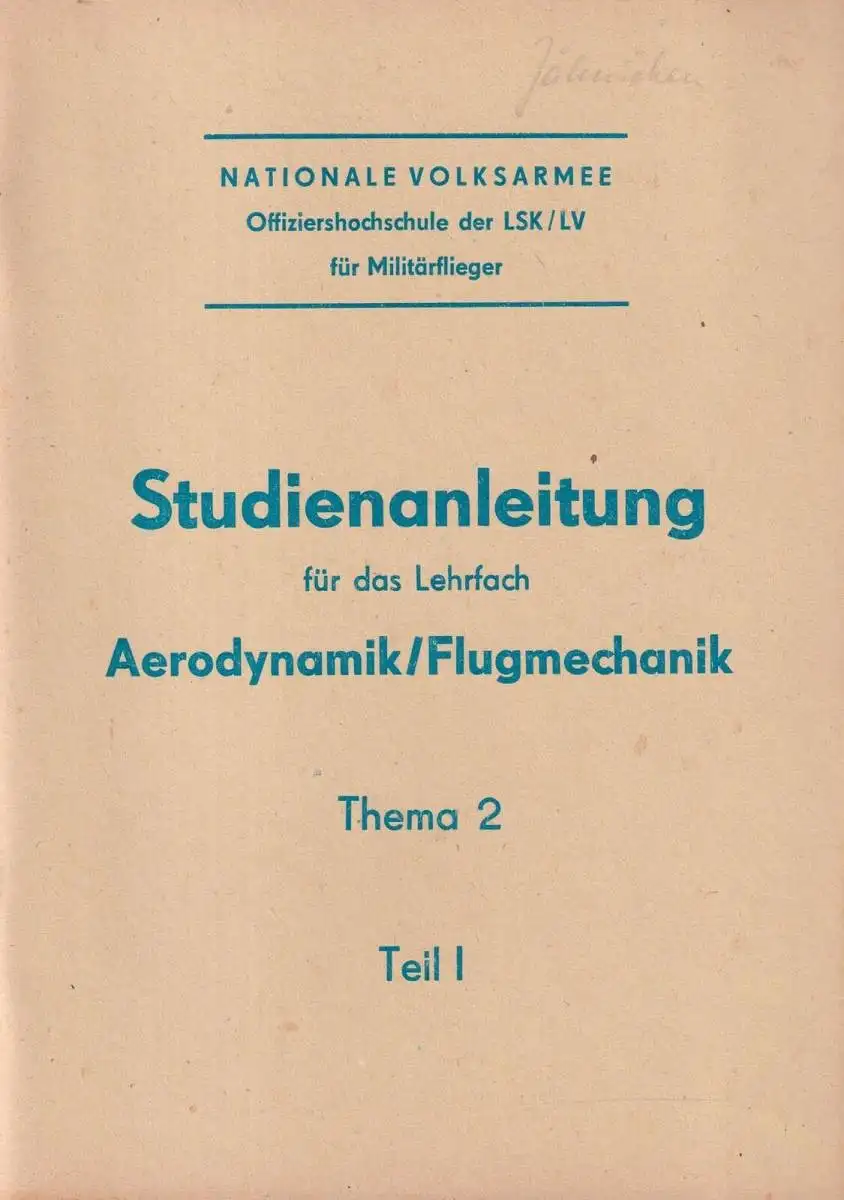 NATIONALE VOLKSARMEE
Offiziershochschule der LSK/LV
für Militärflieger
Studienanleitung
für das Lehrfach
Aerodynamik/Flugmechanik
Thema 2
Teil I